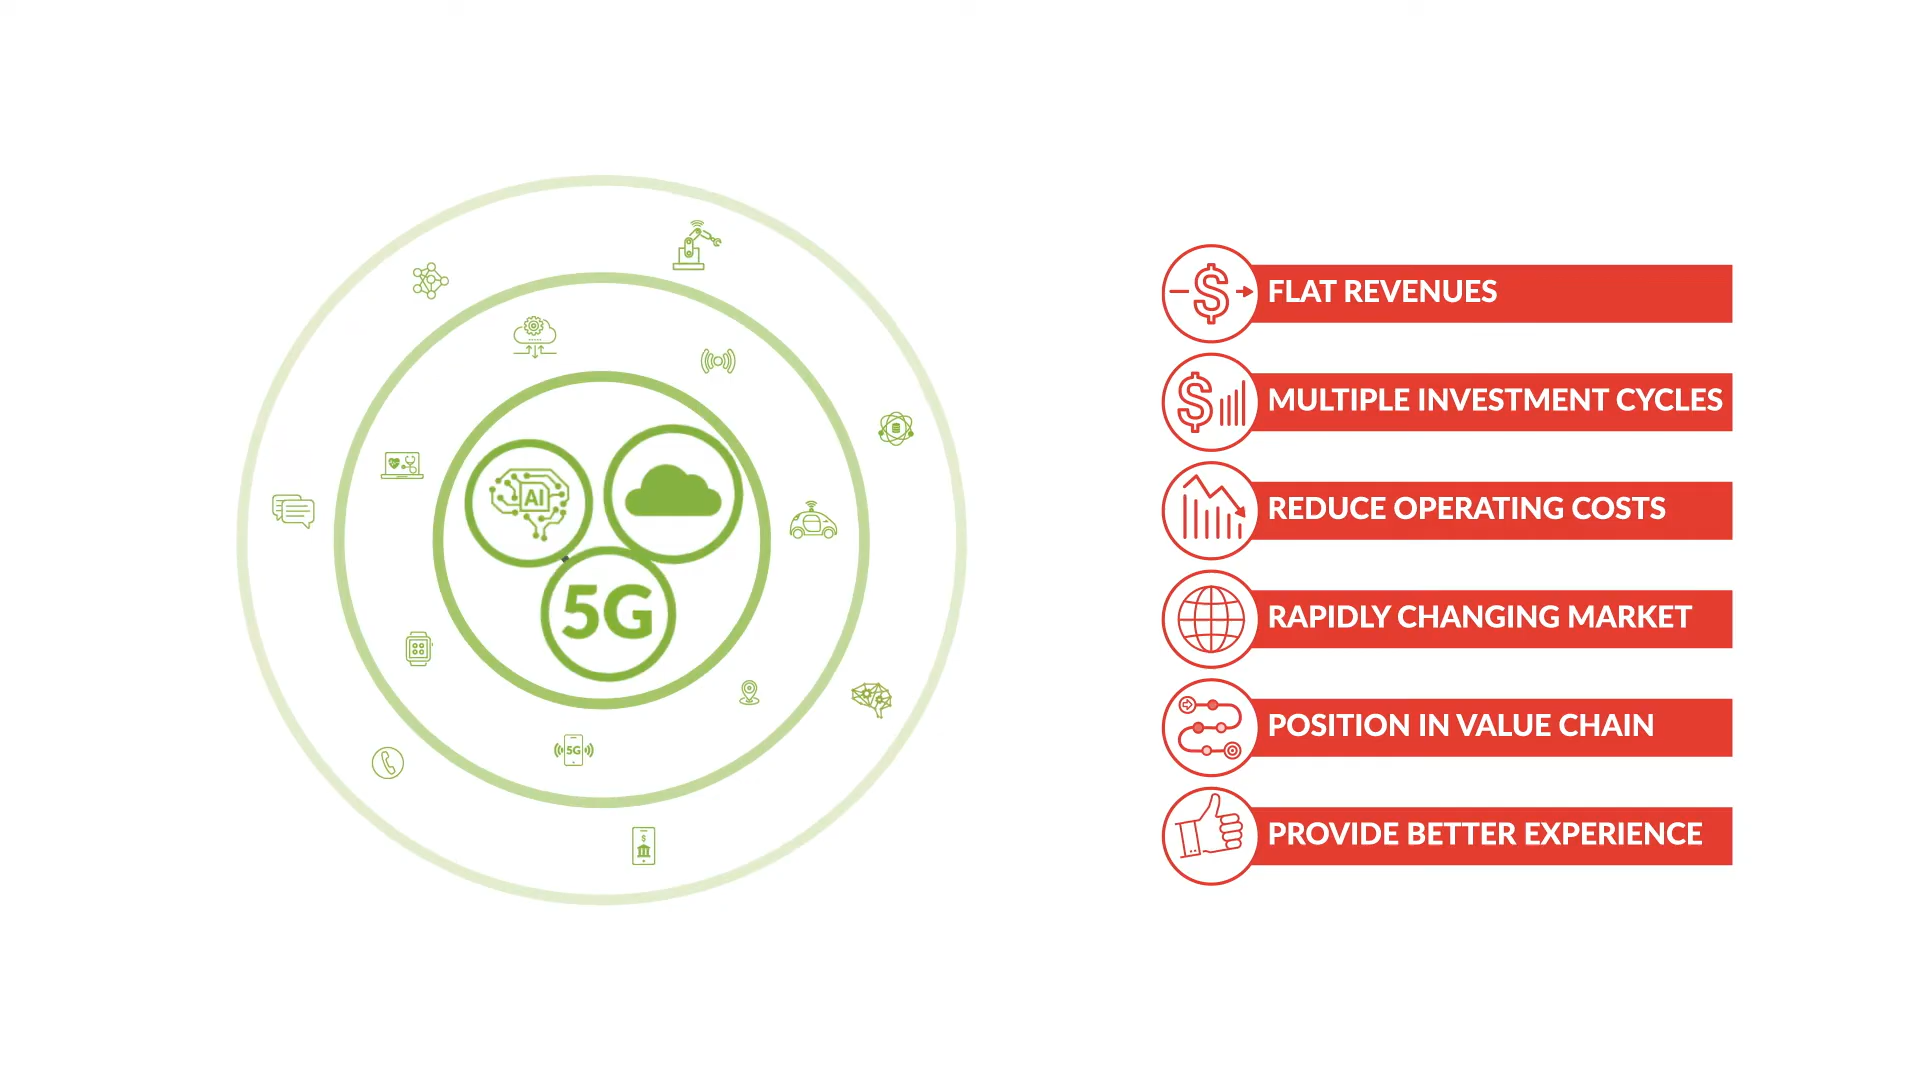 AI
5G
5G
$
FLAT REVENUES
MULTIPLE INVESTMENT CYCLES
REDUCE OPERATING COSTS
RAPIDLY CHANGING MARKET
POSITION IN VALUE CHAIN
PROVIDE BETTER EXPERIENCE